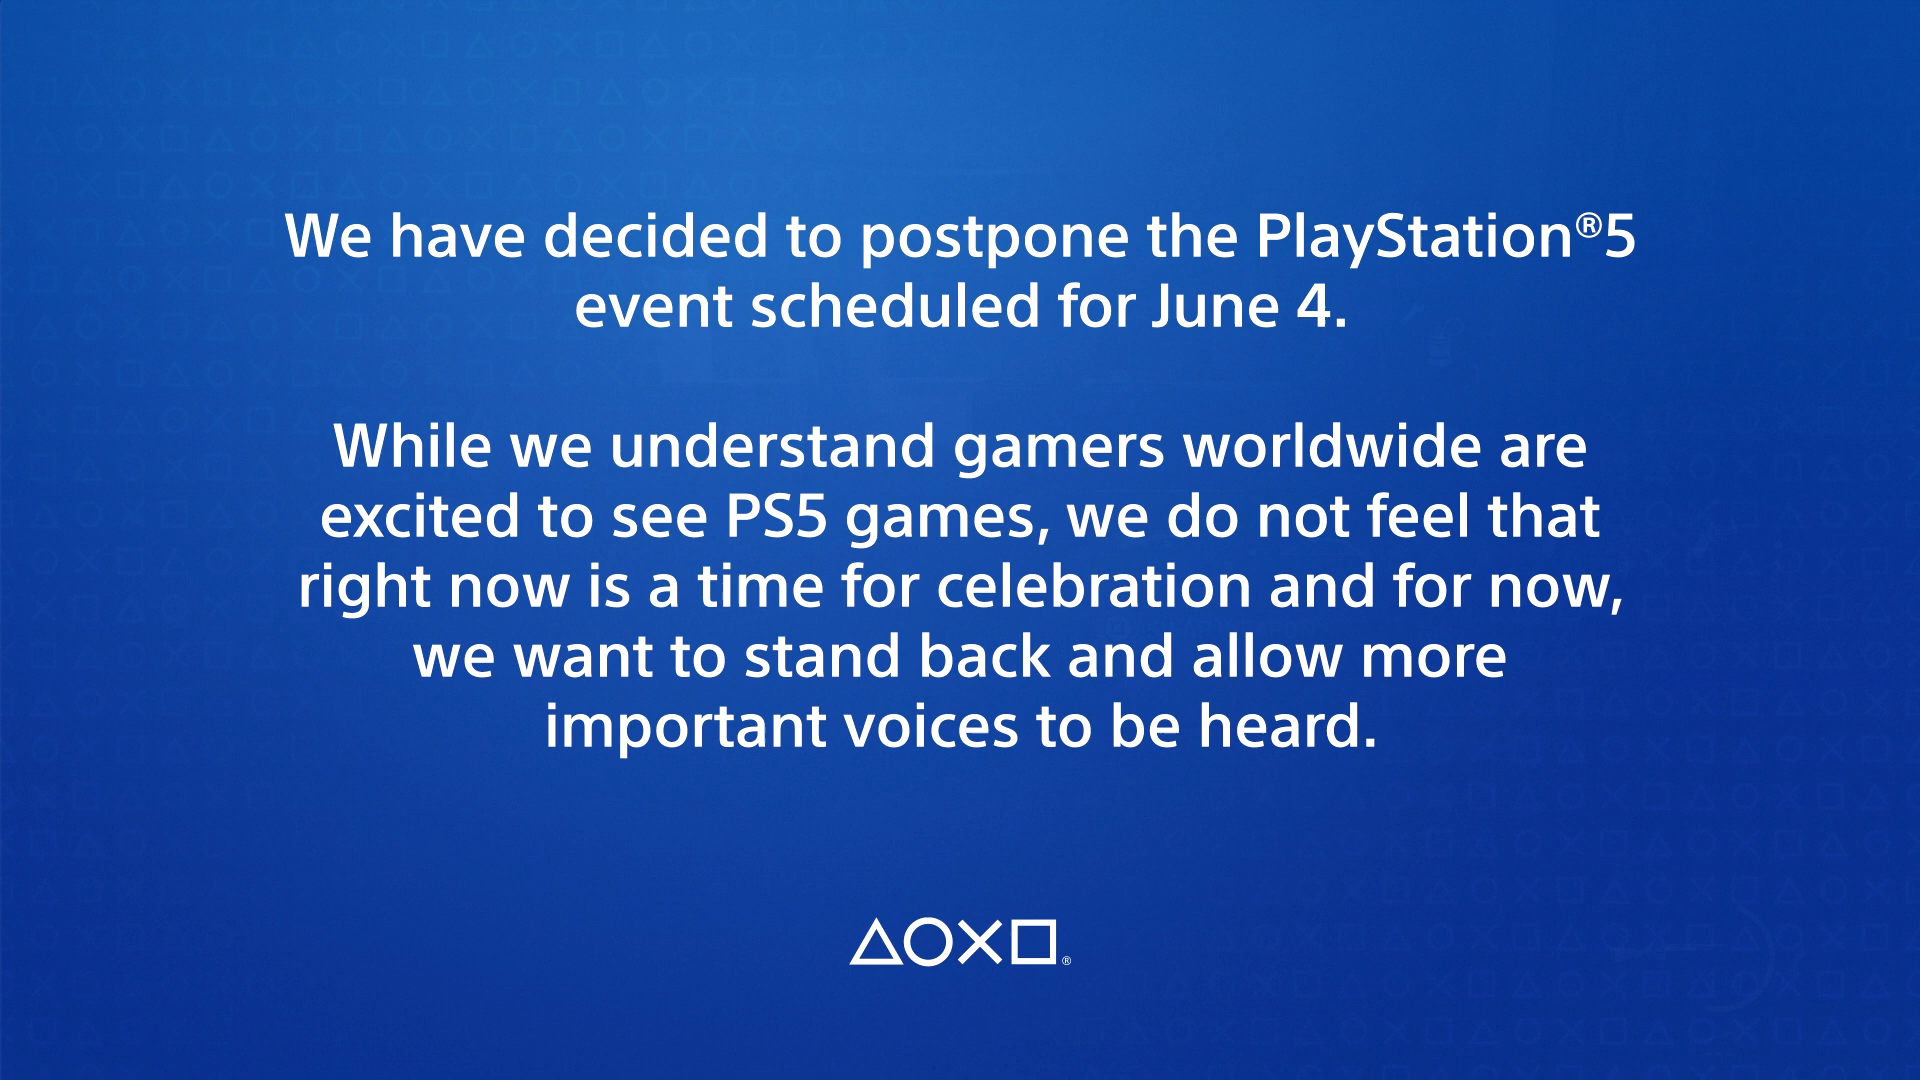 We have decided to postpone the PlayStation®5
event scheduled for June 4.
While we understand gamers worldwide are
excited to see PS5 games, we do not feel that
right now is a time for celebration and for now,
we want to stand back and allow more
important voices to be heard.
®